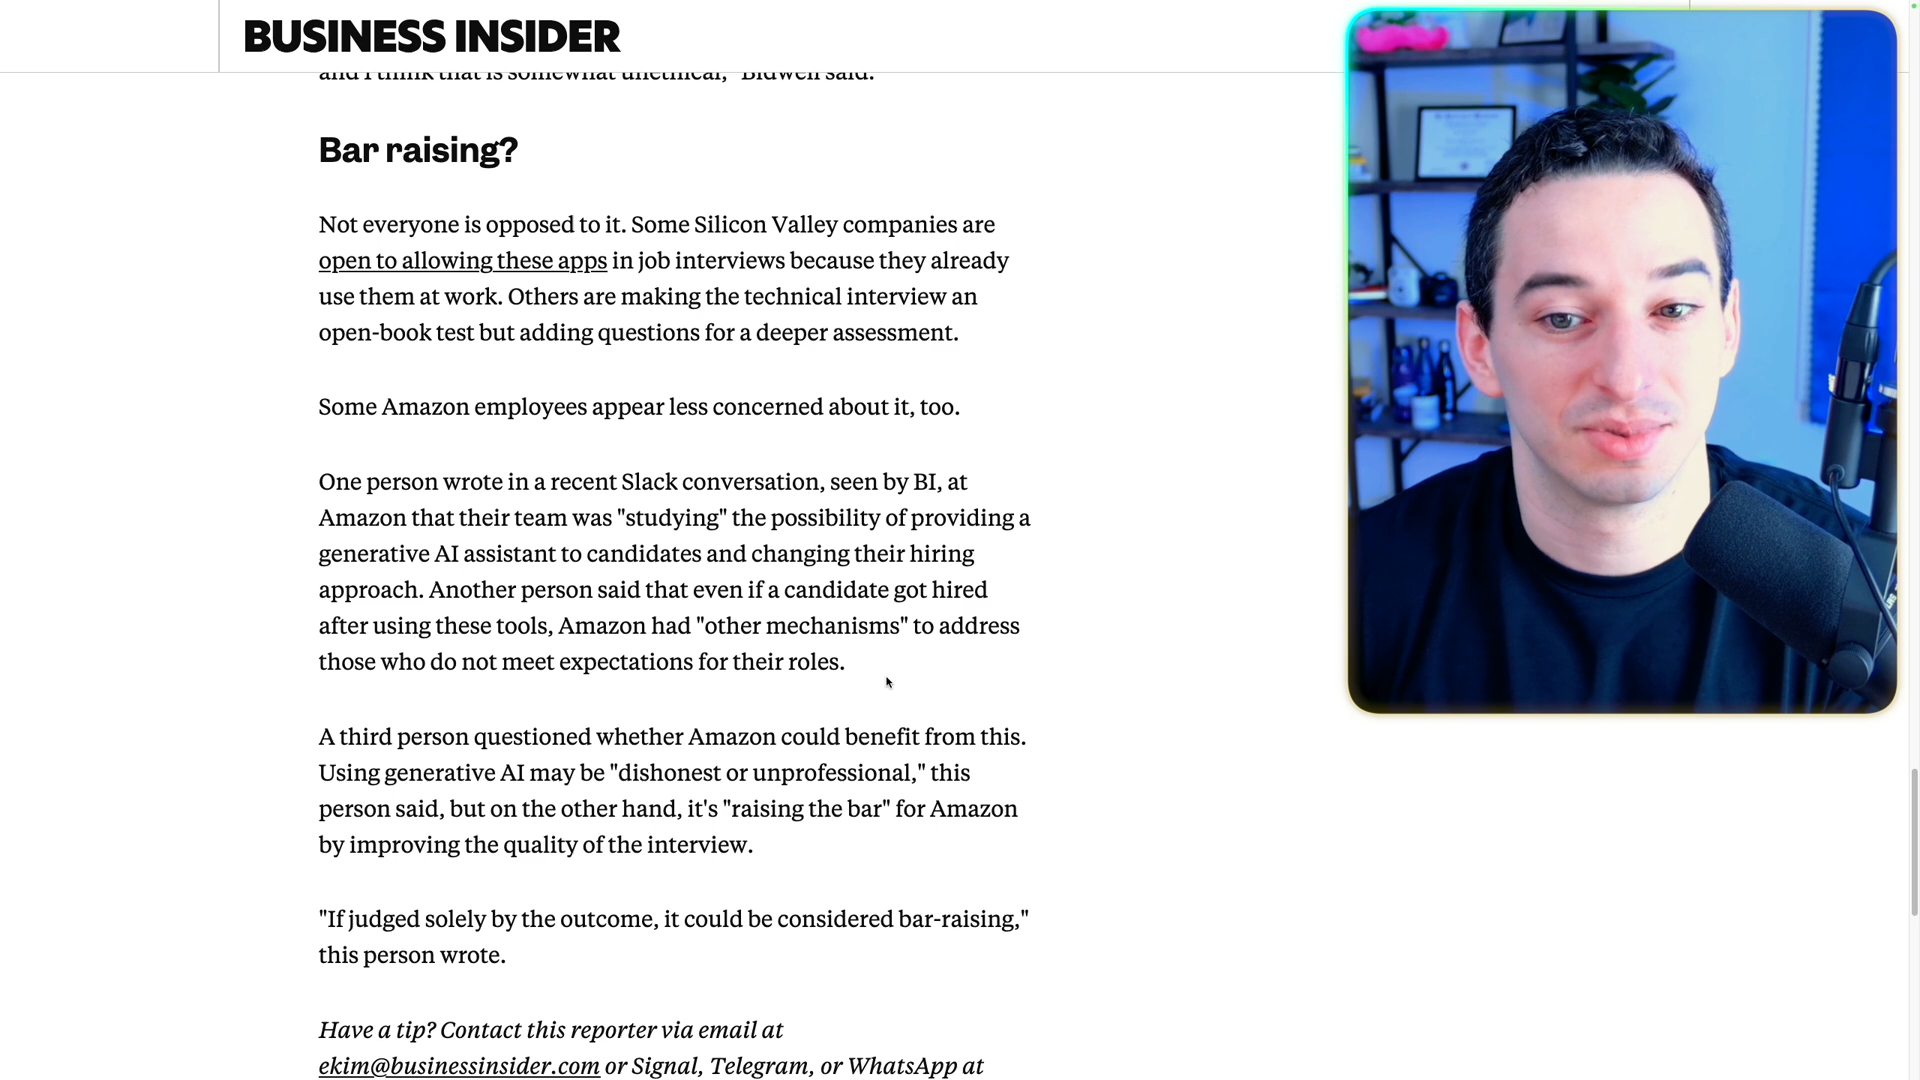 BUSINESS INSIDER
and I think that is somewhat unethical," Bidwell said.
Bar raising?
Not everyone is opposed to it. Some Silicon Valley companies are
open to allowing these apps in job interviews because they already
use them at work. Others are making the technical interview an
open-book test but adding questions for a deeper assessment.
Some Amazon employees appear less concerned about it, too.
One person wrote in a recent Slack conversation, seen by BI, at
Amazon that their team was "studying" the possibility of providing a
generative AI assistant to candidates and changing their hiring
approach. Another person said that even if a candidate got hired
after using these tools, Amazon had "other mechanisms" to address
those who do not meet expectations for their roles.
A third person questioned whether Amazon could benefit from this.
Using generative AI may be "dishonest or unprofessional," this
person said, but on the other hand, it's "raising the bar" for Amazon
by improving the quality of the interview.
"If judged solely by the outcome, it could be considered bar-raising,"
this person wrote.
Have a tip? Contact this reporter via email at
ekim@businessinsider.com or Signal, Telegram, or WhatsApp at